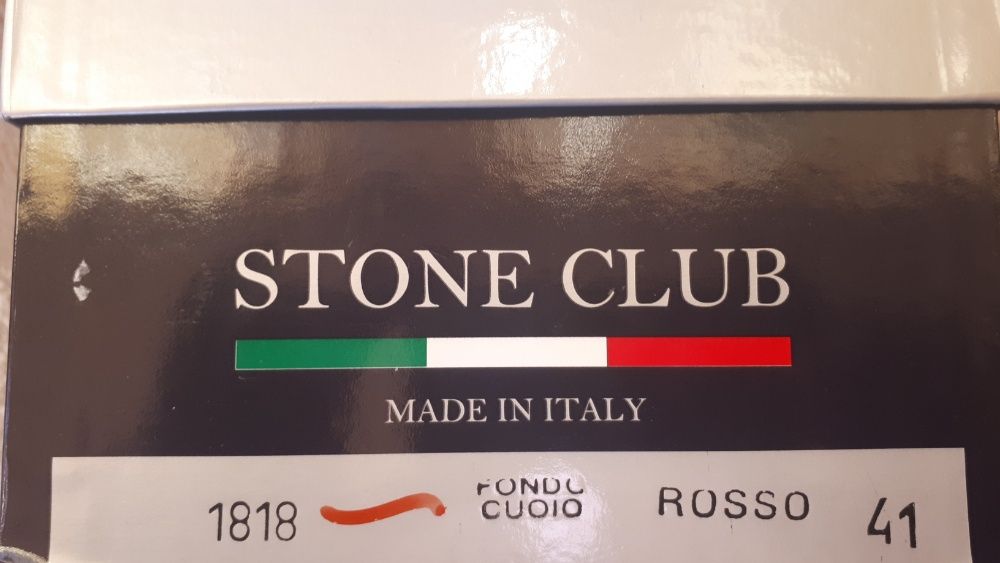 STONE CLUB
MADE IN ITALY
FONDO
1818 CUOIO ROSSO 41